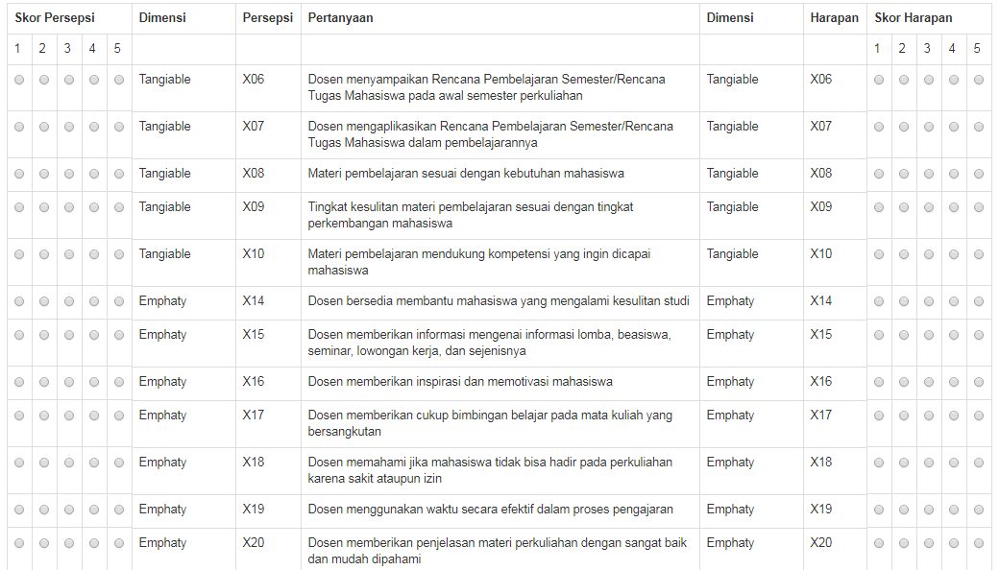 Skor Persepsi Dimensi Persepsi Pertanyaan Dimensi Harapan Skor Harapan
1 2 3 4 5 1 2 3 4 5
Tangiable X06 Dosen menyampaikan Rencana Pembelajaran Semester/Rencana Tangiable X06
Tugas Mahasiswa pada awal semester perkuliahan
Tangiable X07 Dosen mengaplikasikan Rencana Pembelajaran Semester/Rencana Tangiable X07
Tugas Mahasiswa dalam pembelajarannya
Tangiable X08 Materi pembelajaran sesuai dengan kebutuhan mahasiswa Tangiable X08
Tangiable X09 Tingkat kesulitan materi pembelajaran sesuai dengan tingkat Tangiable X09
perkembangan mahasiswa
Tangiable X10 Materi pembelajaran mendukung kompetensi yang ingin dicapai Tangiable X10
mahasiswa
Emphaty X14 Dosen bersedia membantu mahasiswa yang mengalami kesulitan studi Emphaty X14
Emphaty X15 Dosen memberikan informasi mengenai informasi lomba, beasiswa, Emphaty X15
seminar, lowongan kerja, dan sejenisnya
Emphaty X16 Dosen memberikan inspirasi dan memotivasi mahasiswa Emphaty X16
Emphaty X17 Dosen memberikan cukup bimbingan belajar pada mata kuliah yang Emphaty X17
bersangkutan
Emphaty X18 Dosen memahami jika mahasiswa tidak bisa hadir pada perkuliahan Emphaty X18
karena sakit ataupun izin
Emphaty X19 Dosen menggunakan waktu secara efektif dalam proses pengajaran Emphaty X19
Emphaty X20 Dosen memberikan penjelasan materi perkuliahan dengan sangat baik Emphaty X20
dan mudah dipahami